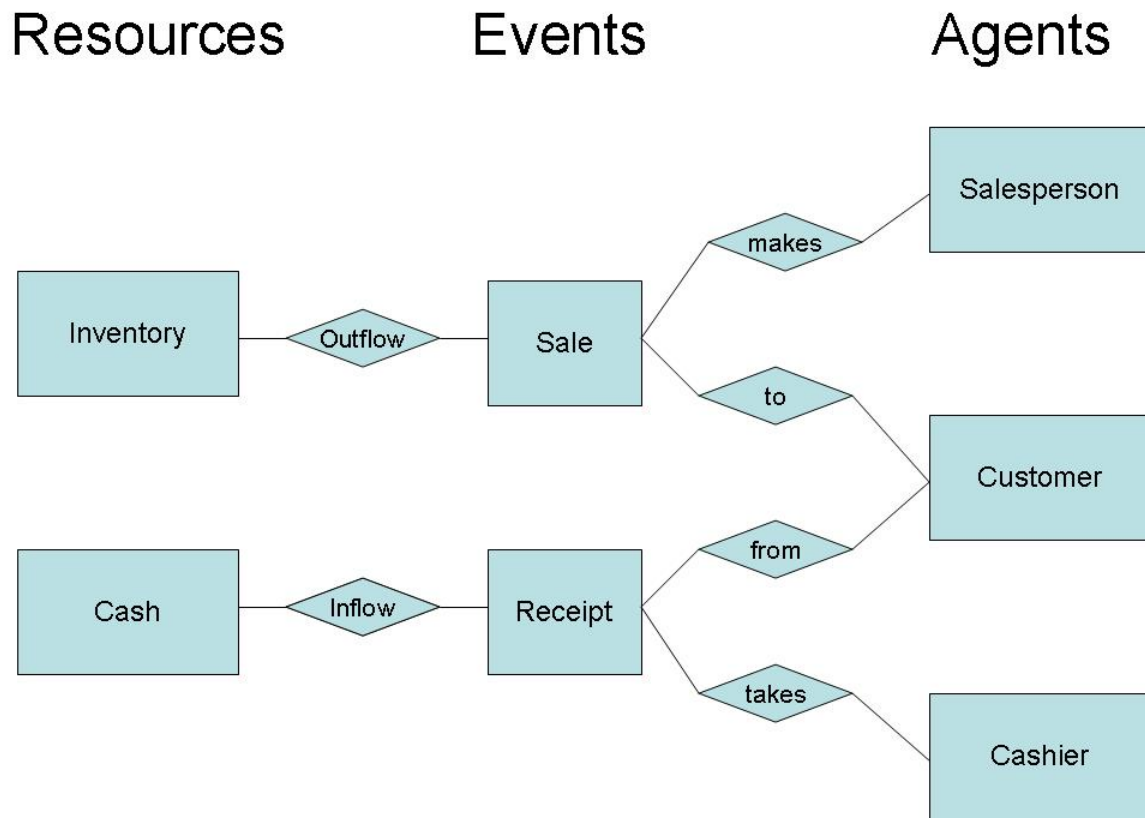 Resources Events Agents
Salesperson
makes
Inventory Outflow Sale
to
Customer
from
Cash Inflow Receipt
takes
Cashier